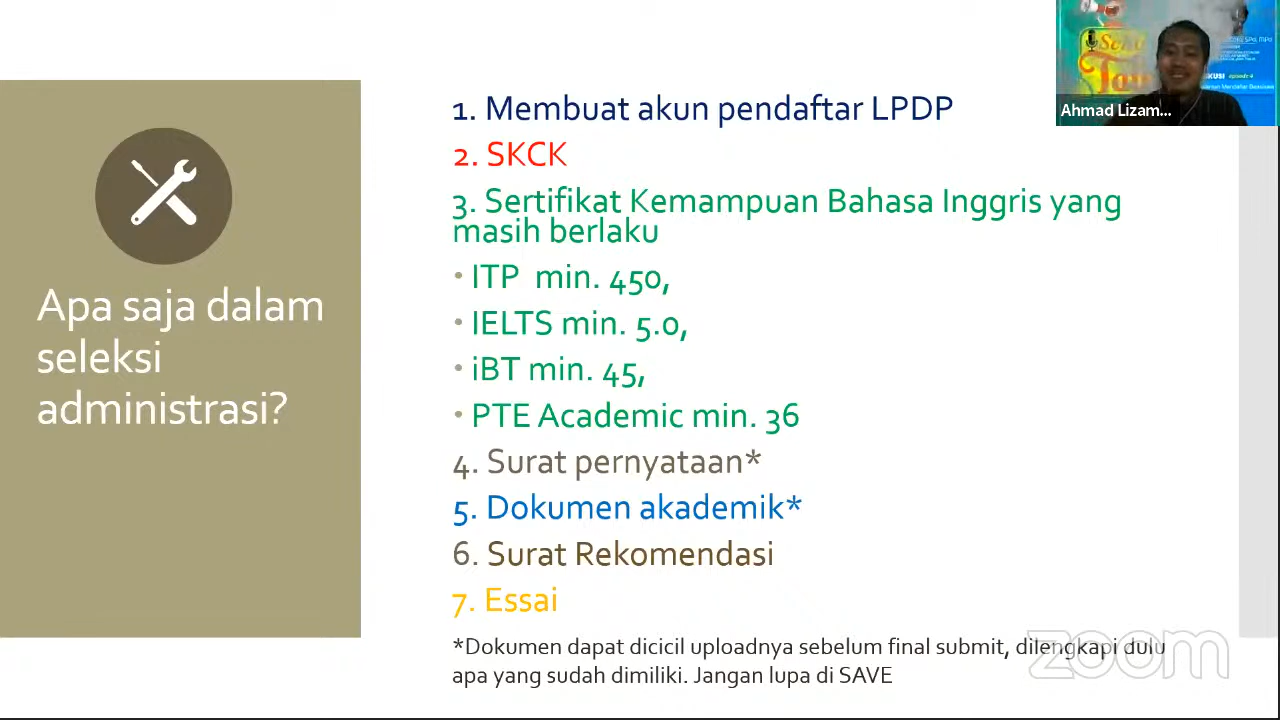 Apa saja dalam
seleksi
administrasi?
1. Membuat akun pendaftar LPDP
2. SKCK
3. Sertifikat Kemampuan Bahasa Inggris yang
masih berlaku
• ITP min. 450,
• IELTS min. 5.0,
• iBT min. 45,
• PTE Academic min. 36
4. Surat pernyataan*
5. Dokumen akademik*
6. Surat Rekomendasi
7. Essai
*Dokumen dapat dicicil uploadnya sebelum final submit, dilengkapi dulu
apa yang sudah dimiliki. Jangan lupa di SAVE
Ahmad Lizam...
episode 4
zoom